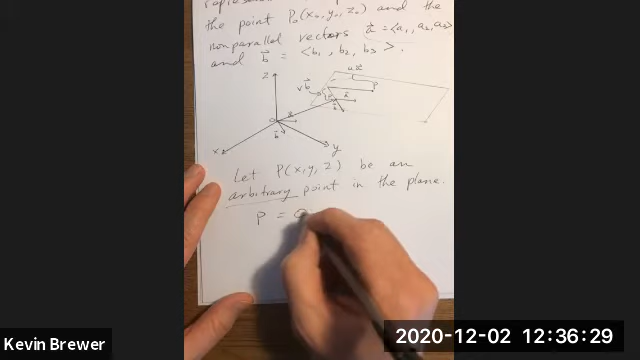 the point P₀(x₀, y₀, z₀) and the
nonparallel vectors a⃗ = <a₁, a₂, a₃>
and b⃗ = <b₁, b₂, b₃>.
z
u a⃗
v b⃗
P
a⃗
b⃗
x
y
Let P(x, y, z) be an
arbitrary point in the plane.
P =
Kevin Brewer
2020-12-02 12:36:29